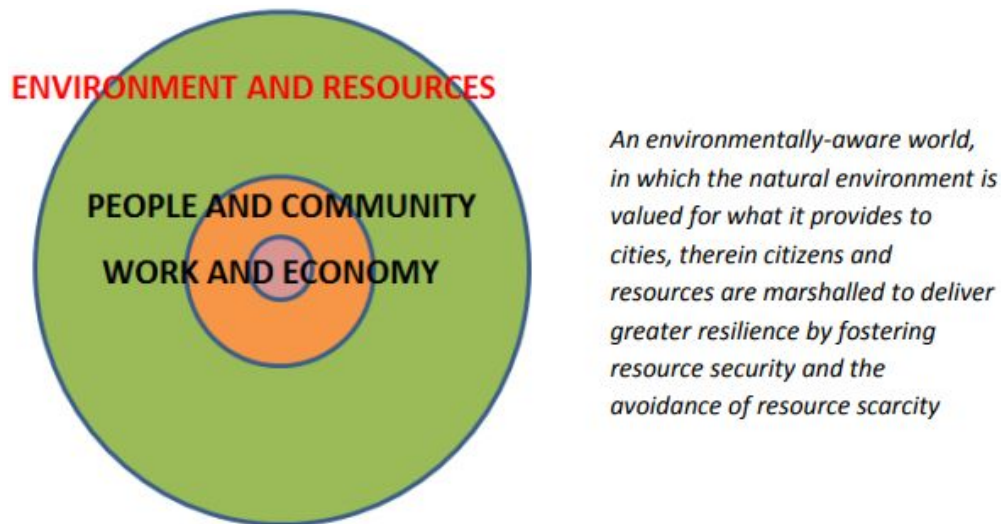 ENVIRONMENT AND RESOURCES
PEOPLE AND COMMUNITY
WORK AND ECONOMY
An environmentally-aware world,
in which the natural environment is
valued for what it provides to
cities, therein citizens and
resources are marshalled to deliver
greater resilience by fostering
resource security and the
avoidance of resource scarcity